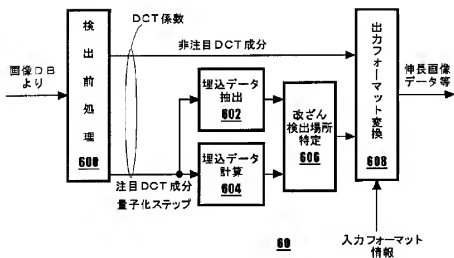 DCT係数
検出前処理
600
非注目DCT成分
画像DB
より
埋込データ
抽出
602
改ざん
検出場所
特定
606
出力フォーマット変換
608
伸長画像
データ等
注目DCT成分
量子化ステップ
埋込データ
計算
604
60
入力フォーマット
情報